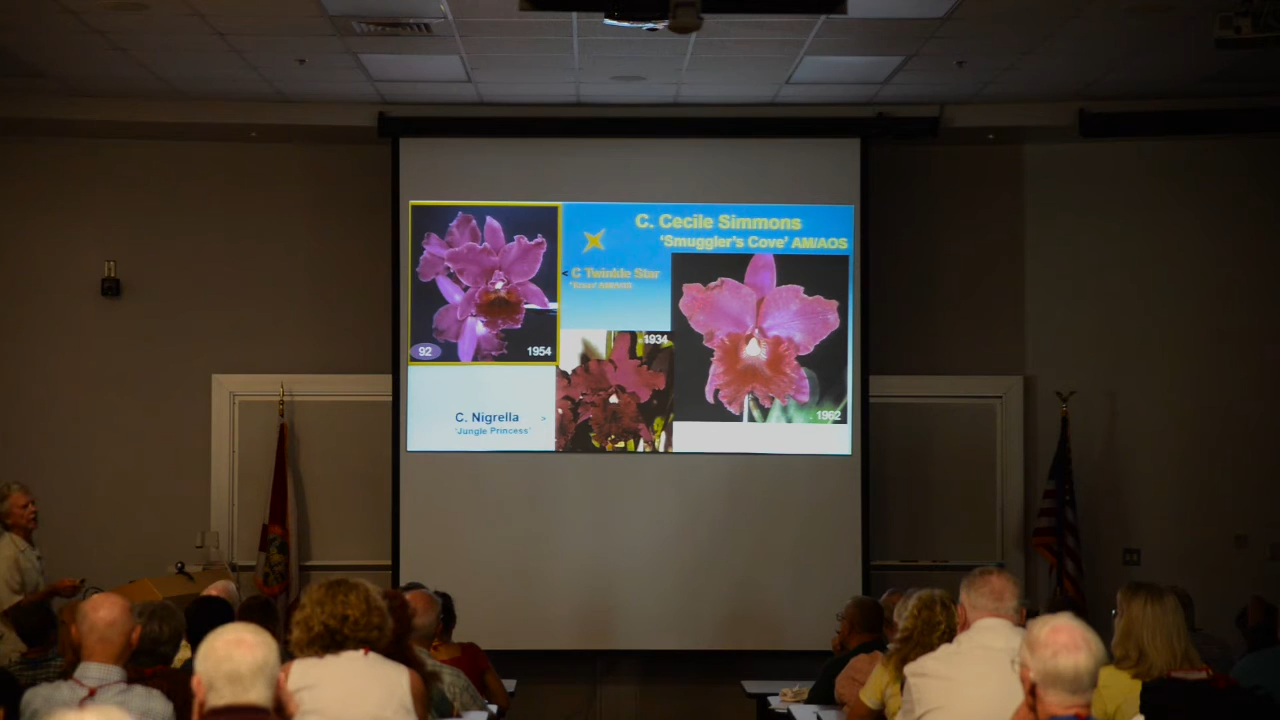 C. Cecile Simmons
'Smuggler's Cove' AM/AOS
< C Twinkle Star
92
1954
1934
1962
C. Nigrella >
'Jungle Princess'